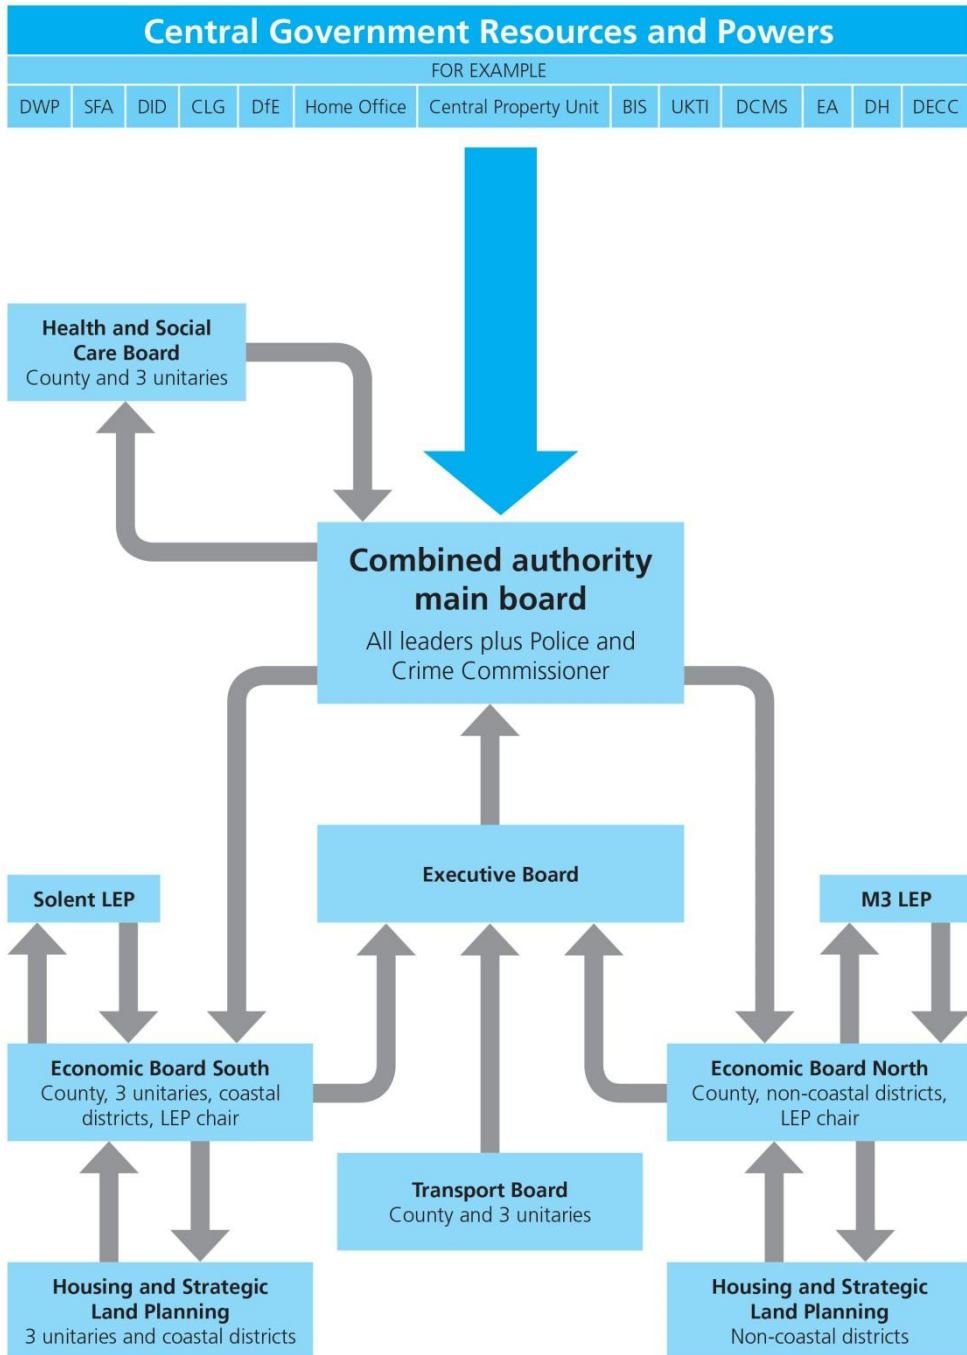 Central Government Resources and Powers
FOR EXAMPLE
DWP SFA DID CLG DfE Home Office Central Property Unit BIS UKTI DCMS EA DH DECC
Health and Social
Care Board
County and 3 unitaries
Combined authority
main board
All leaders plus Police and
Crime Commissioner
Executive Board
Solent LEP
M3 LEP
Economic Board South
County, 3 unitaries, coastal
districts, LEP chair
Economic Board North
County, non-coastal districts,
LEP chair
Transport Board
County and 3 unitaries
Housing and Strategic
Land Planning
3 unitaries and coastal districts
Housing and Strategic
Land Planning
Non-coastal districts